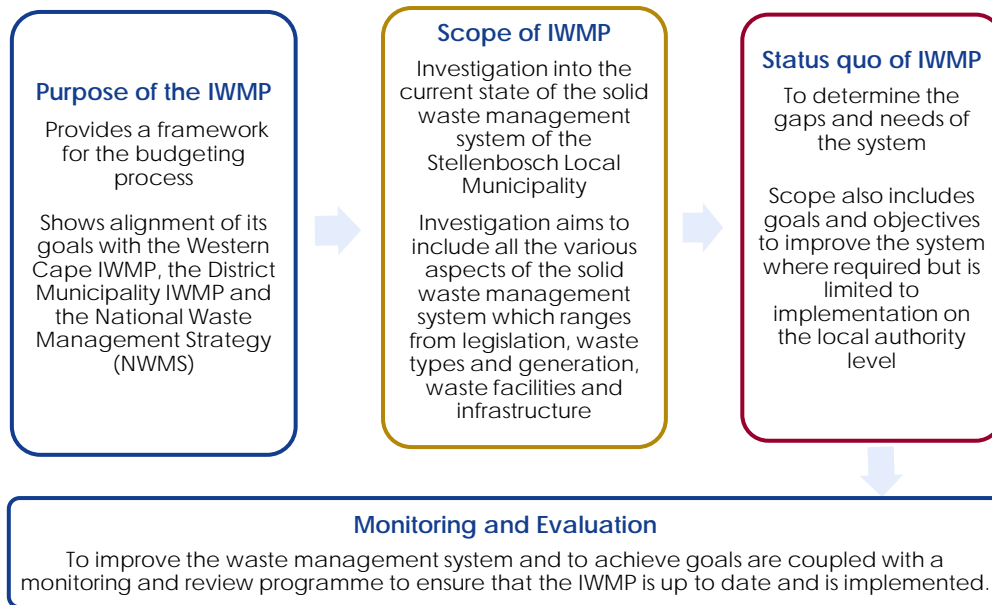 Purpose of the IWMP
Provides a framework
for the budgeting
process
Shows alignment of its
goals with the Western
Cape IWMP, the District
Municipality IWMP and
the National Waste
Management Strategy
(NWMS)
Scope of IWMP
Investigation into the
current state of the solid
waste management
system of the
Stellenbosch Local
Municipality
Investigation aims to
include all the various
aspects of the solid
waste management
system which ranges
from legislation, waste
types and generation,
waste facilities and
infrastructure
Status quo of IWMP
To determine the
gaps and needs of
the system
Scope also includes
goals and objectives
to improve the system
where required but is
limited to
implementation on
the local authority
level
Monitoring and Evaluation
To improve the waste management system and to achieve goals are coupled with a
monitoring and review programme to ensure that the IWMP is up to date and is implemented.